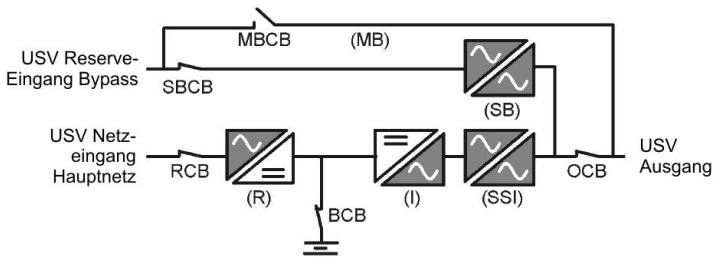 MBCB
(MB)
USV Reserve-
Eingang Bypass
SBCB
(SB)
USV Netz-
eingang
Hauptnetz
RCB
(R)
BCB
(I)
(SSI)
OCB
USV
Ausgang